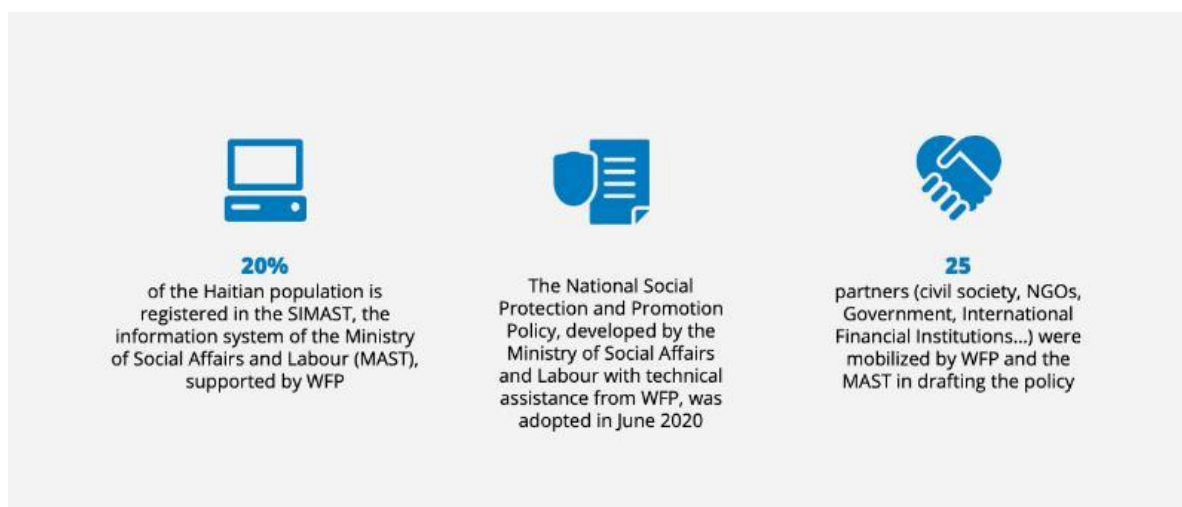 20%
of the Haitian population is
registered in the SIMAST, the
information system of the Ministry
of Social Affairs and Labour (MAST),
supported by WFP
The National Social
Protection and Promotion
Policy, developed by the
Ministry of Social Affairs
and Labour with technical
assistance from WFP, was
adopted in June 2020
25
partners (civil society, NGOs,
Government, International
Financial Institutions...) were
mobilized by WFP and the
MAST in drafting the policy